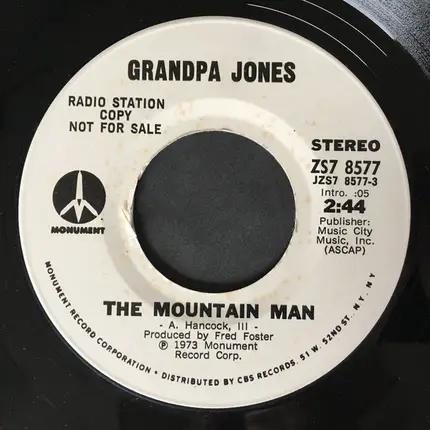 GRANDPA JONES
RADIO STATION
COPY
NOT FOR SALE
STEREO
ZS7 8577
JZS7 8577-3
Intro. :05
2:44
Publisher:
Music City
Music, Inc.
(ASCAP)
MONUMENT
THE MOUNTAIN MAN
- A. Hancock, III -
Produced by Fred Foster
Ⓟ 1973 Monument
Record Corp.
MONUMENT RECORD CORPORATION • DISTRIBUTED BY CBS RECORDS. 51 W. 52ND ST., N.Y. N.Y.